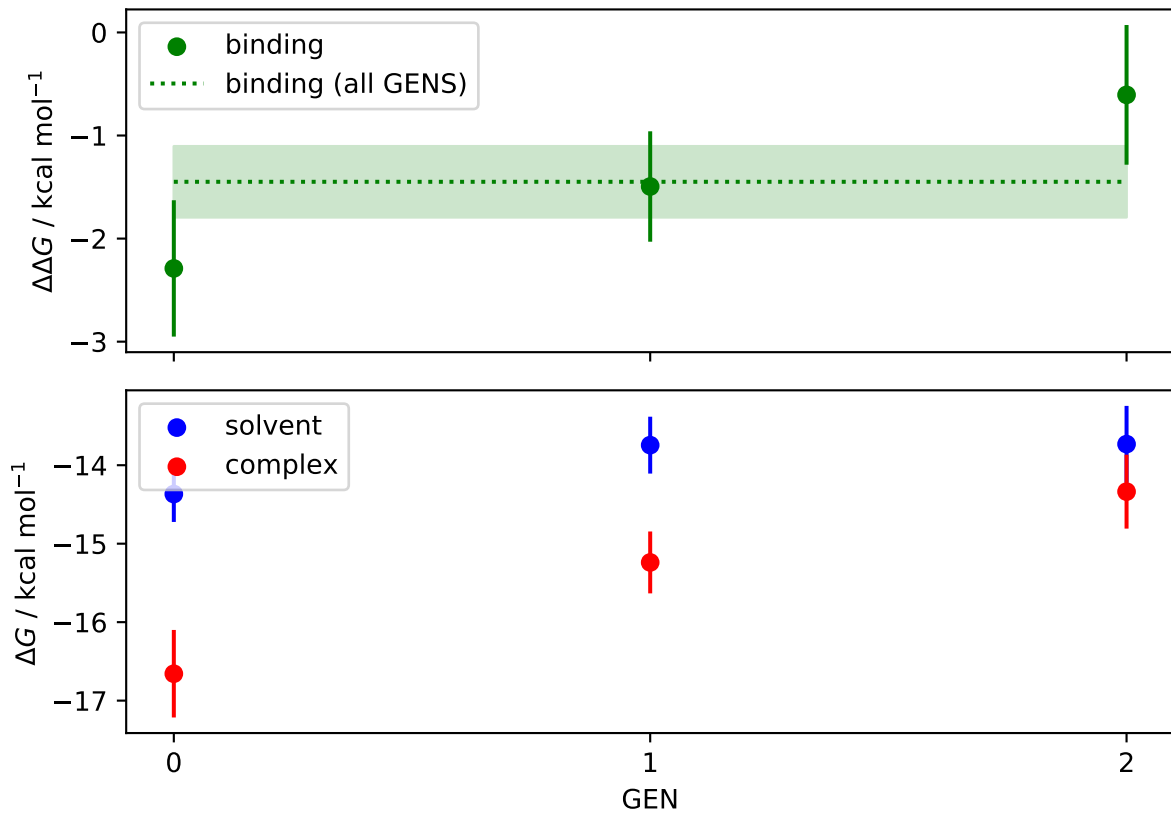 0
−1
−2
−3
ΔΔG / kcal mol⁻¹
binding
binding (all GENS)
−14
−15
−16
−17
ΔG / kcal mol⁻¹
solvent
complex
0 1 2
GEN